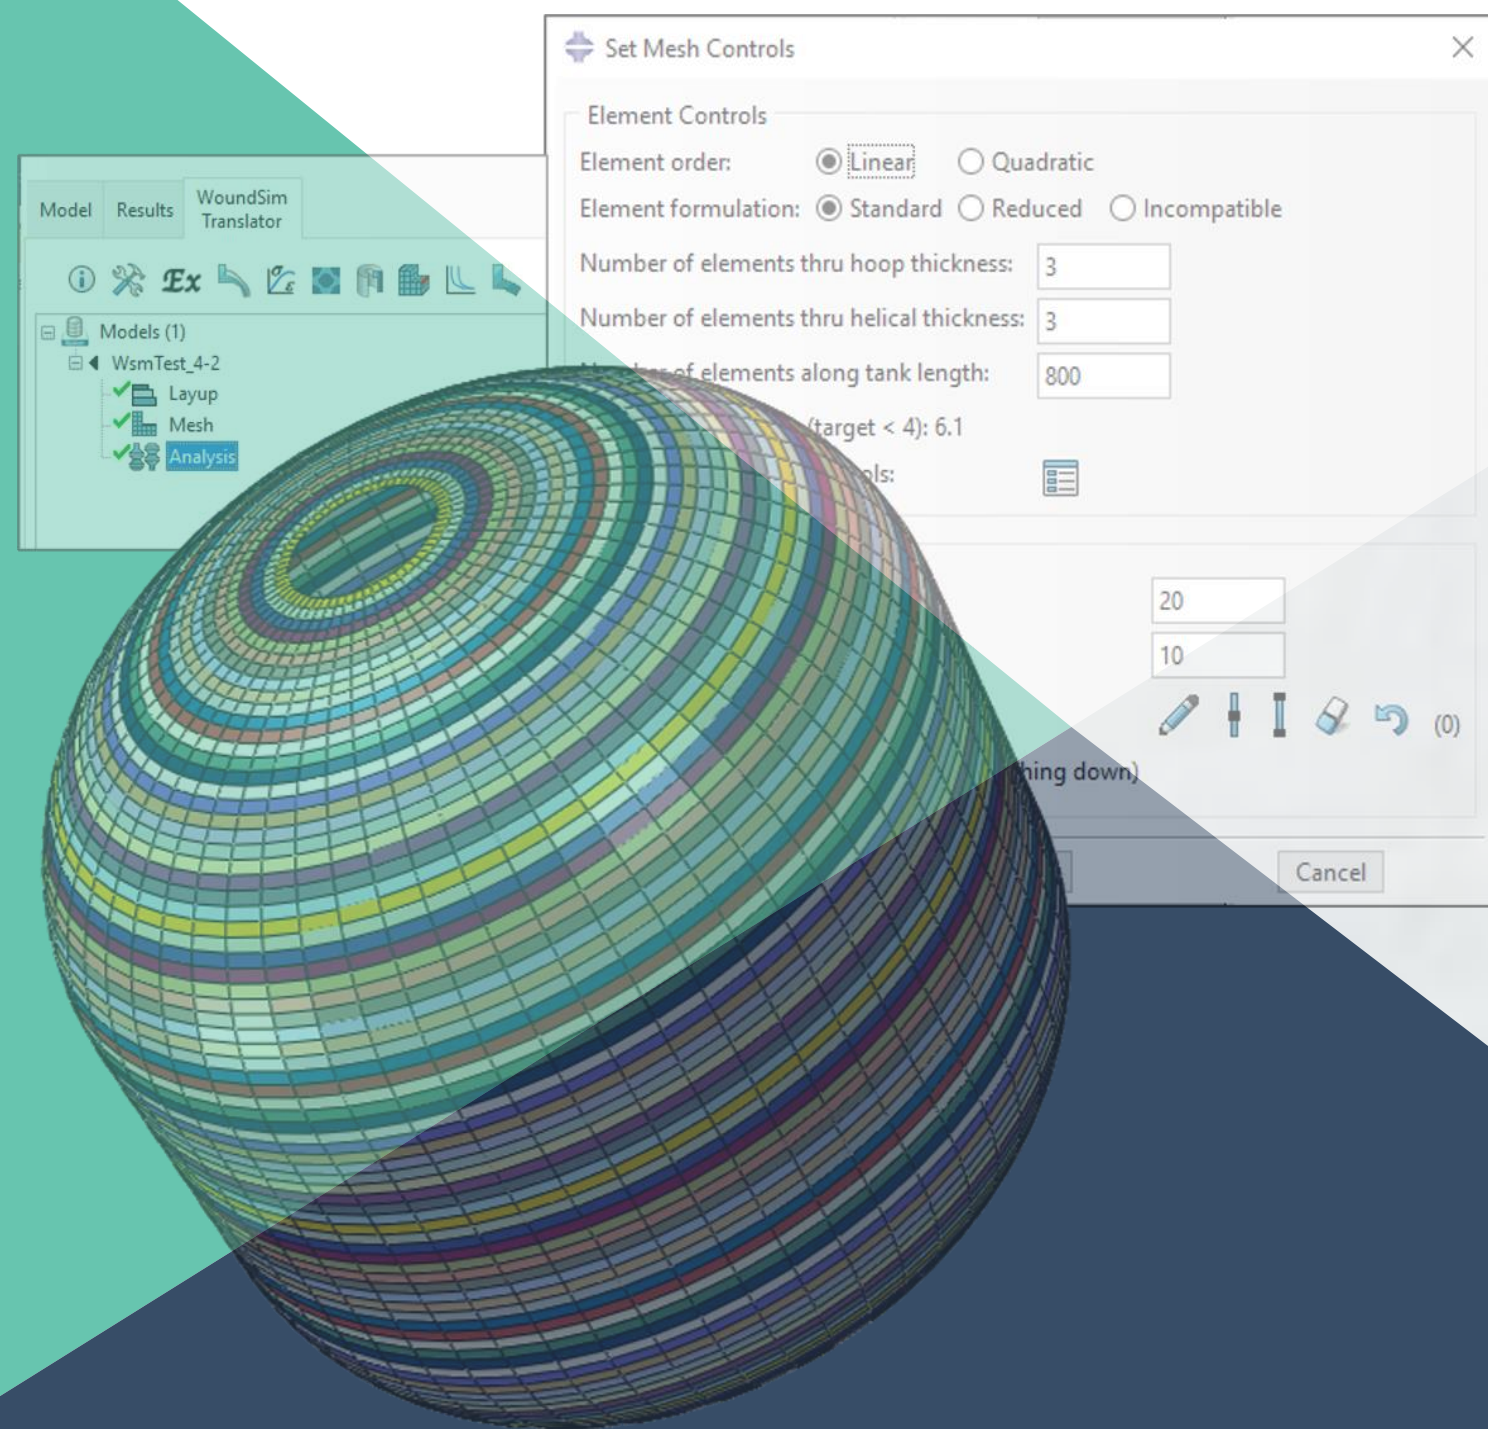 Set Mesh Controls
Element Controls
Element order: Linear Quadratic
Element formulation: Standard Reduced Incompatible
Number of elements thru hoop thickness: 3
Number of elements thru helical thickness: 3
of elements along tank length: 800
(target < 4): 6.1
20
10
(0)
down)
Cancel
Model Results WoundSim
Translator
Ex
Models (1)
WsmTest_4-2
Layup
Mesh
Analysis